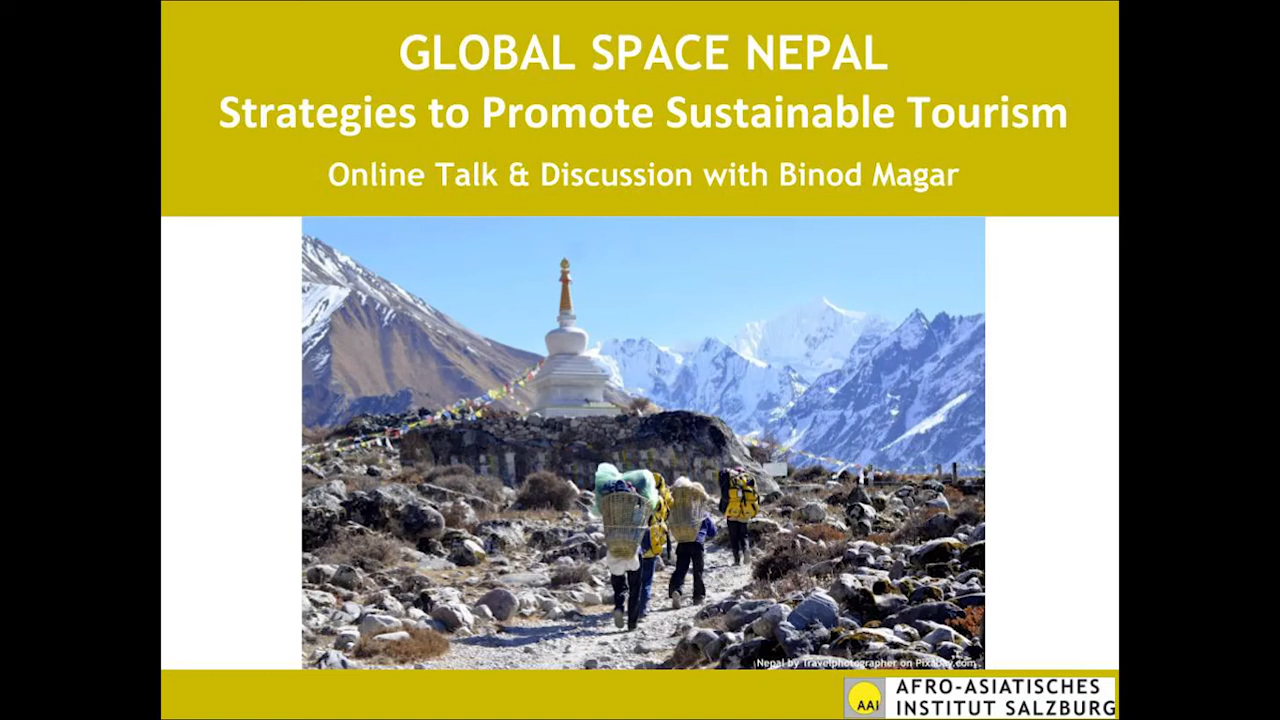 GLOBAL SPACE NEPAL
Strategies to Promote Sustainable Tourism
Online Talk & Discussion with Binod Magar
Nepal by Travelphotographer on Pixabay.com
AAI
AFRO-ASIATISCHES
INSTITUT SALZBURG